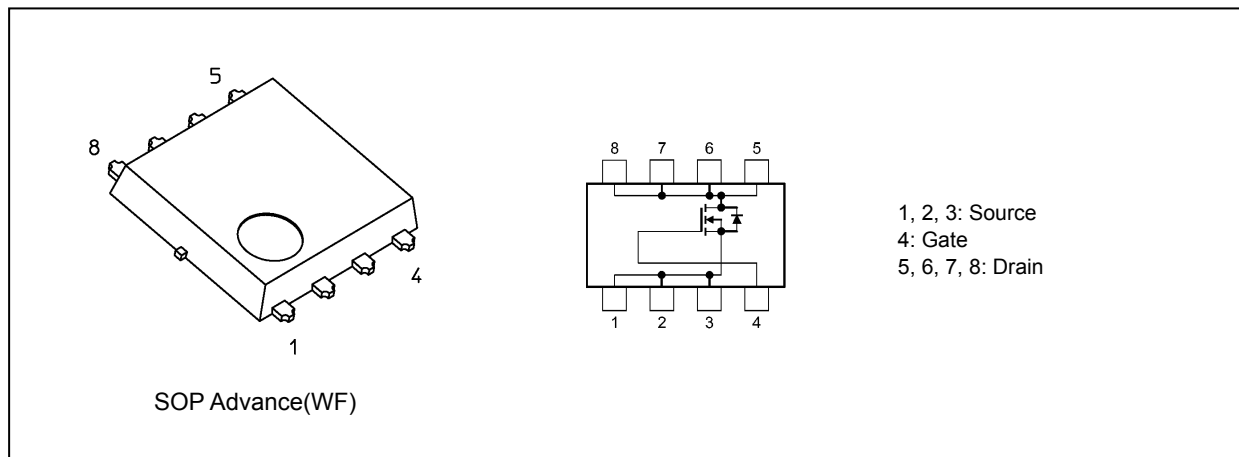 5
8
4
1
SOP Advance(WF)
8 7 6 5
1 2 3 4
1, 2, 3: Source
4: Gate
5, 6, 7, 8: Drain